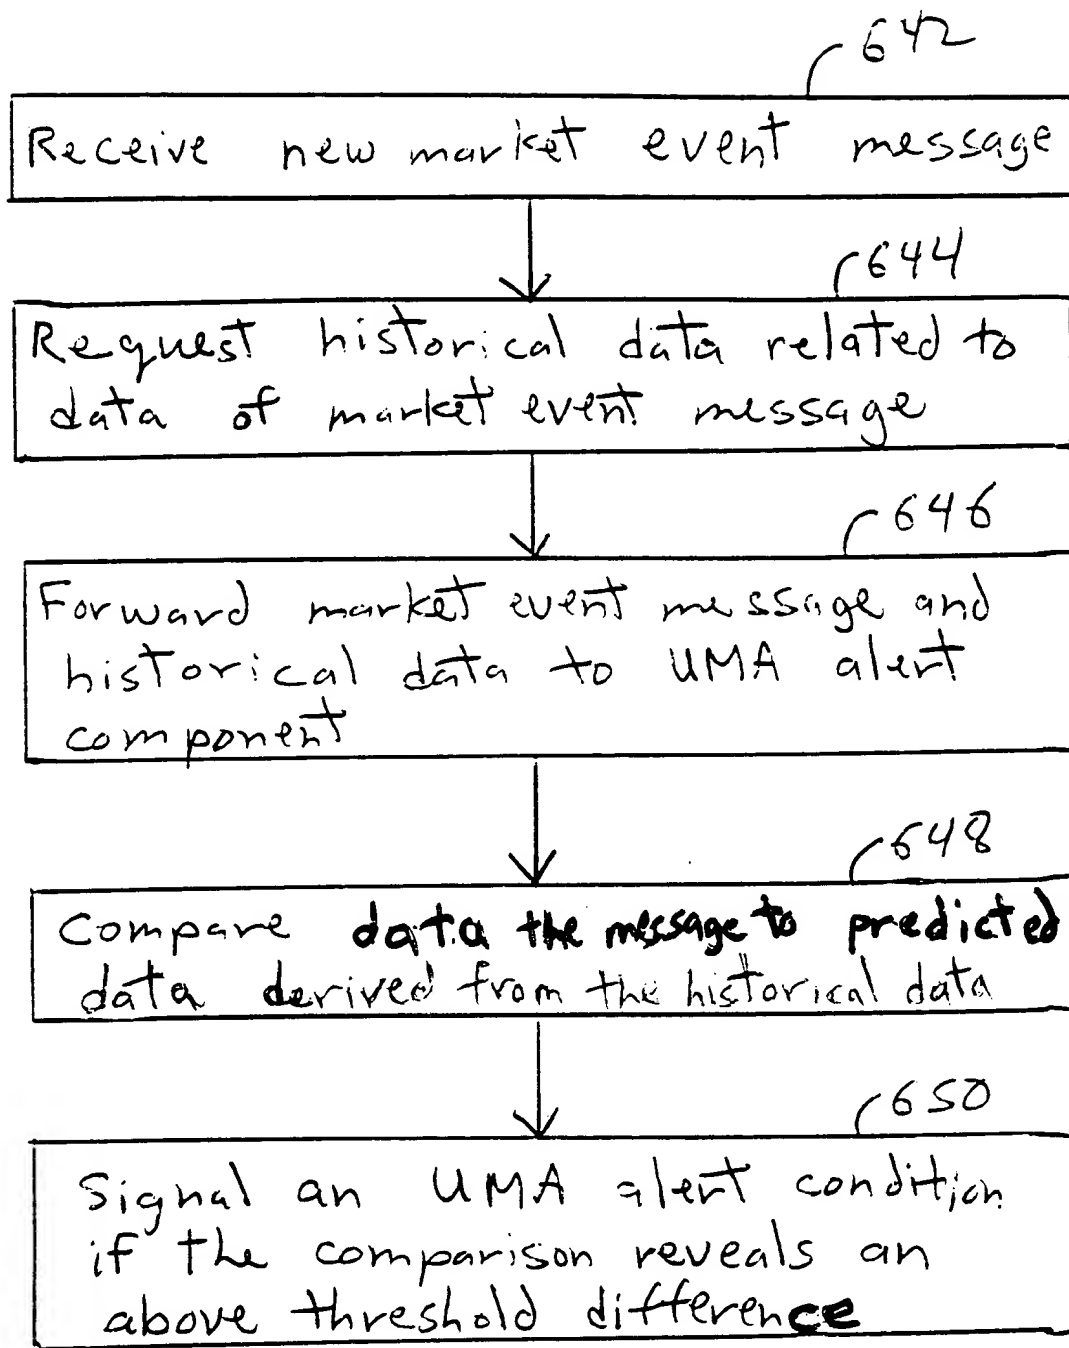 642
Receive new market event message
644
Request historical data related to
data of market event message
646
Forward market event message and
historical data to UMA alert
component
648
Compare data the message to predicted
data derived from the historical data
650
Signal an UMA alert condition
if the comparison reveals an
above threshold difference